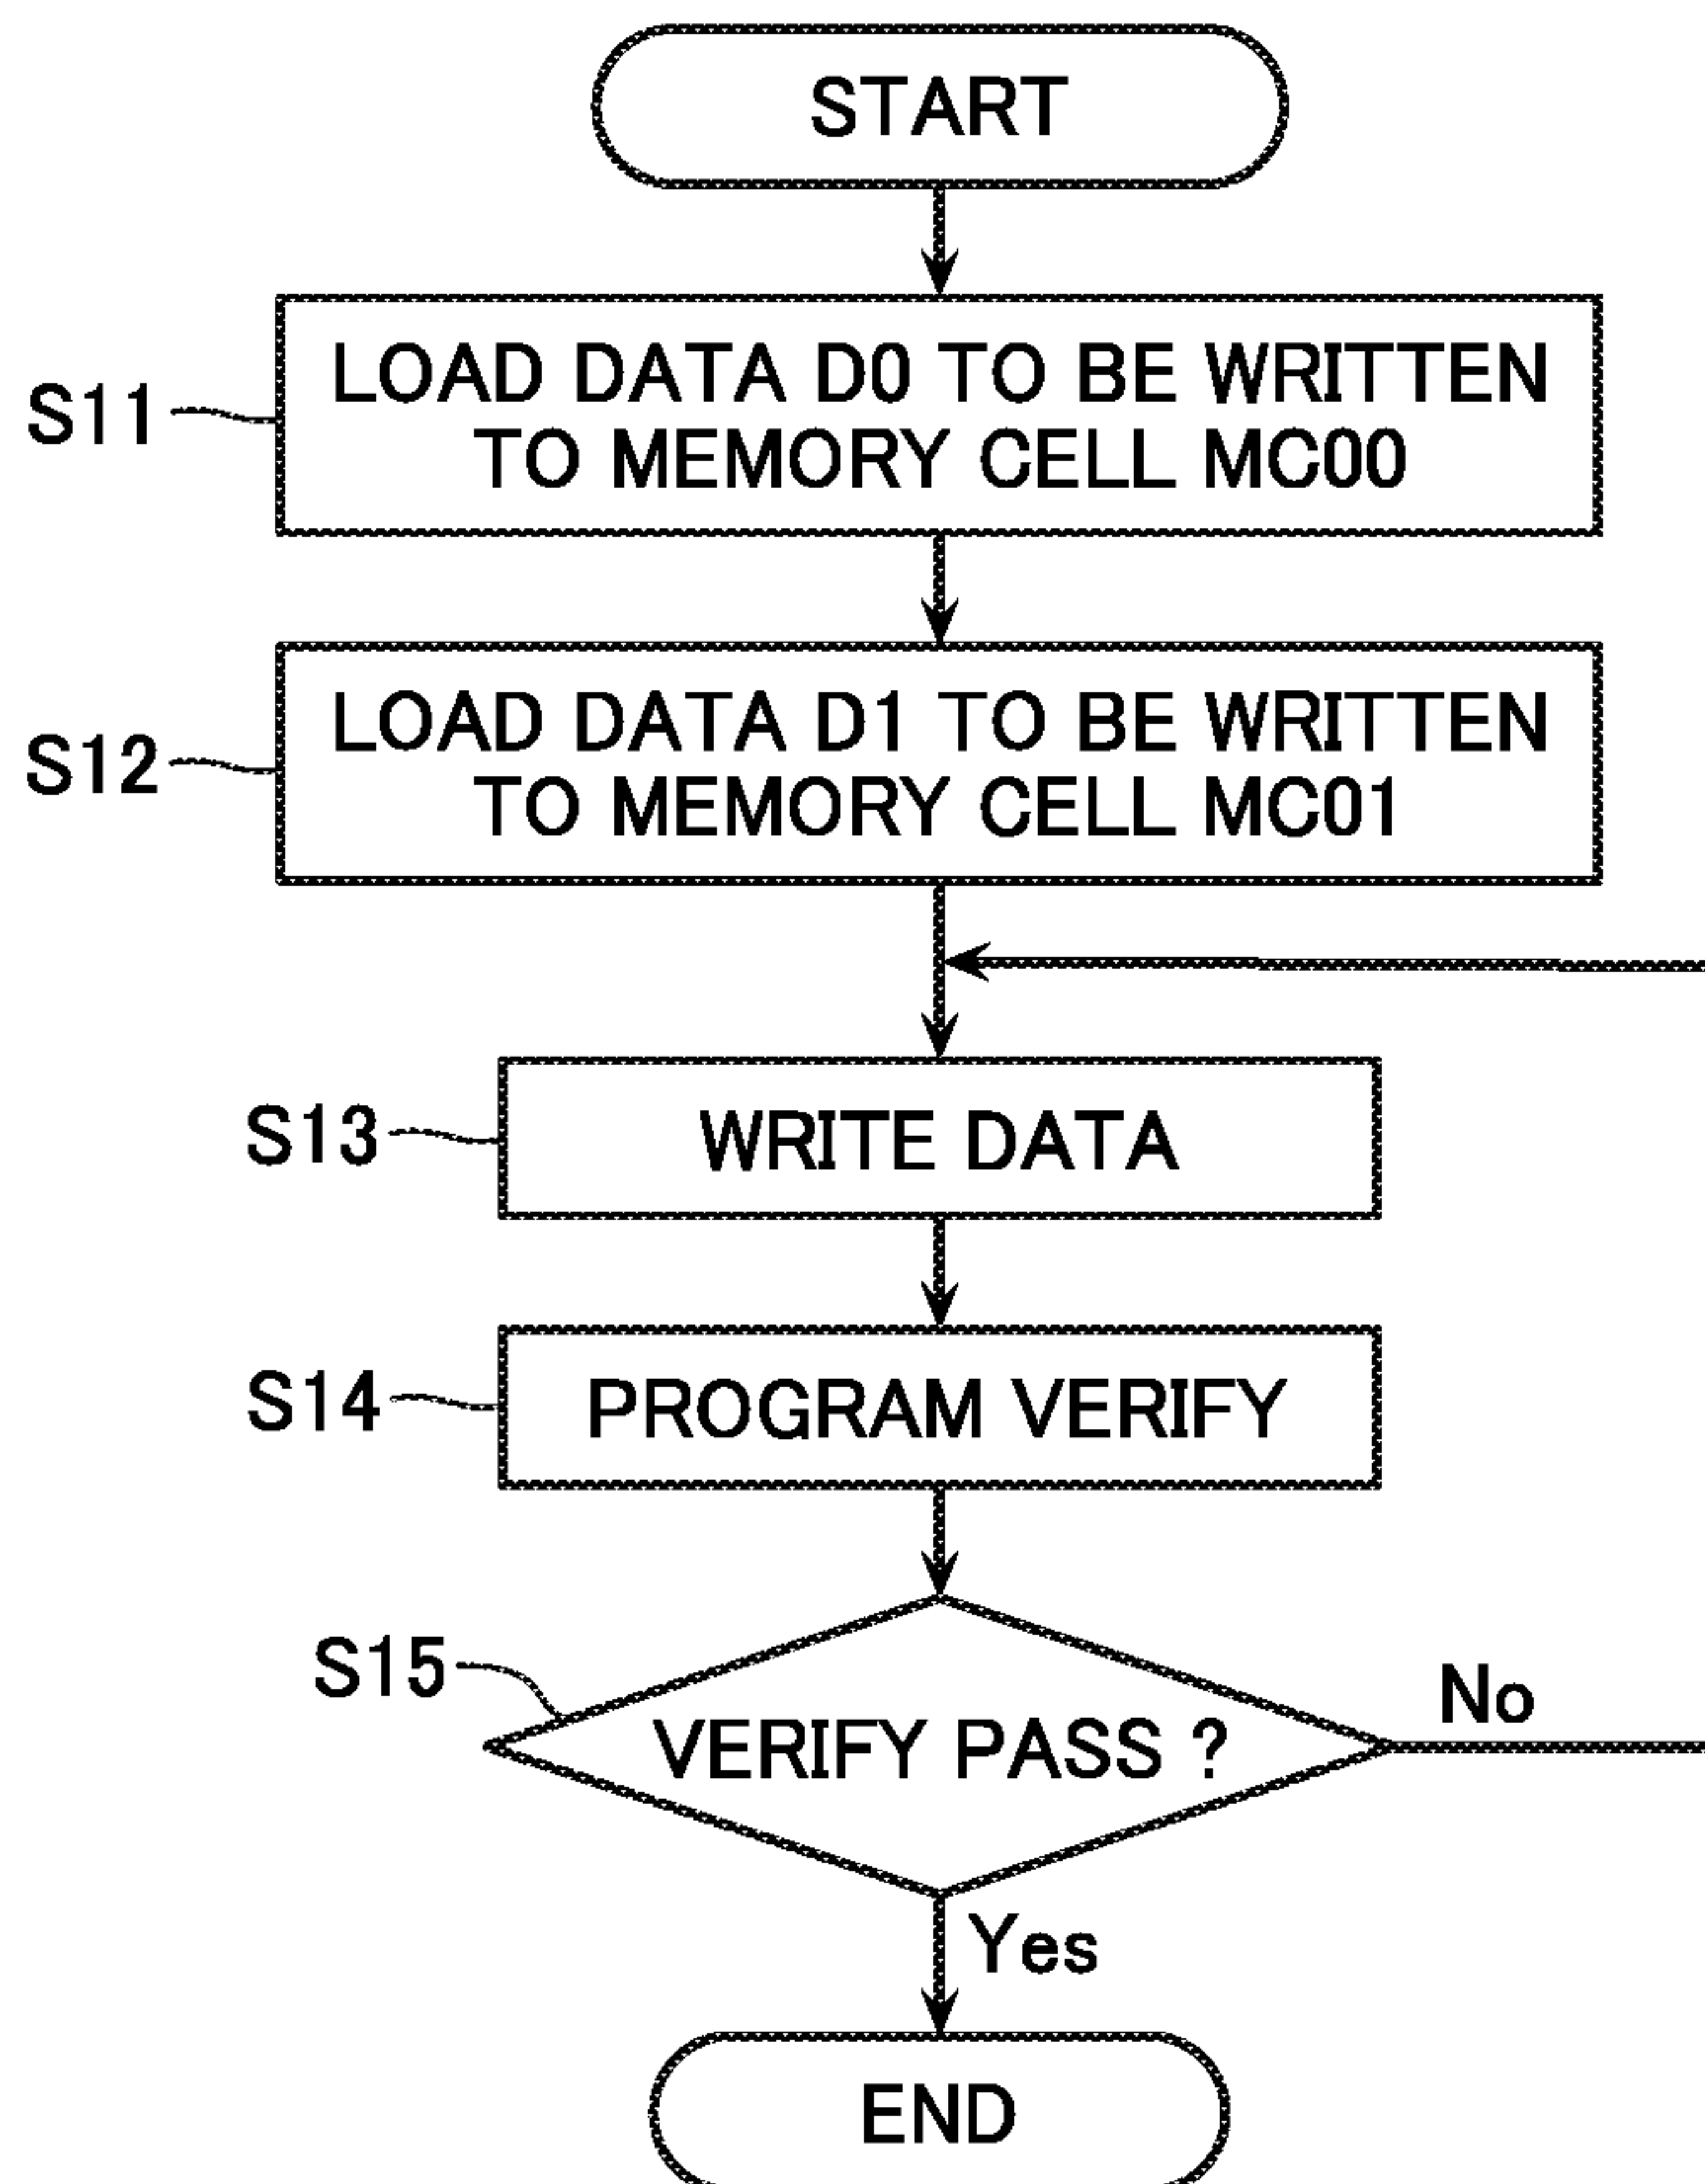 START
S11
LOAD DATA D0 TO BE WRITTEN
TO MEMORY CELL MC00
S12
LOAD DATA D1 TO BE WRITTEN
TO MEMORY CELL MC01
S13
WRITE DATA
S14
PROGRAM VERIFY
S15
VERIFY PASS ?
No
Yes
END